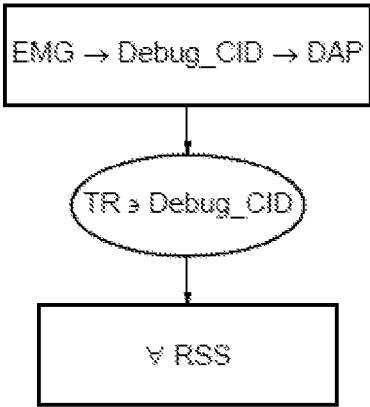 EMG → Debug_CID → DAP
TR ∍ Debug_CID
∀ RSS